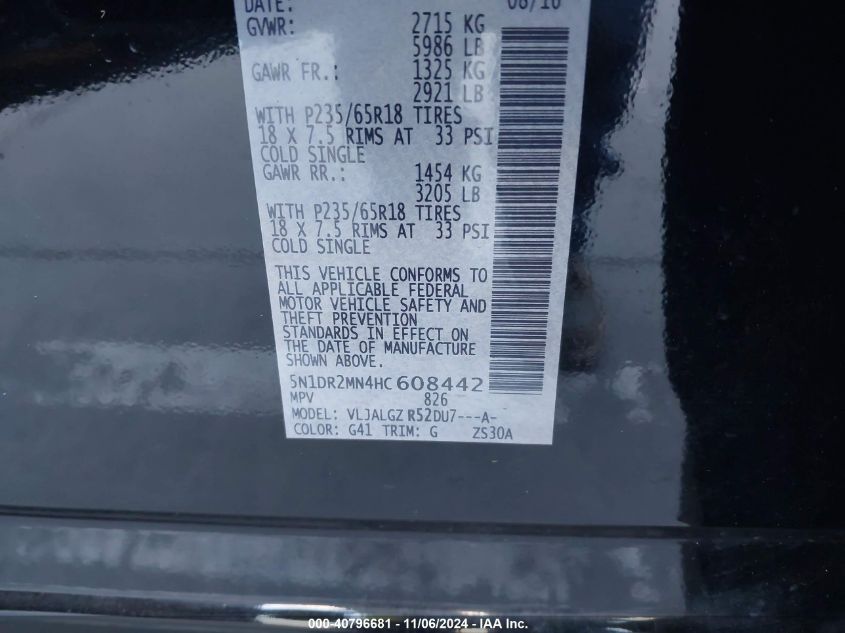 DATE: 08/16
GVWR: 2715 KG
5986 LB
GAWR FR.: 1325 KG
2921 LB
WITH P235/65R18 TIRES
18 X 7.5 RIMS AT 33 PSI
COLD SINGLE
GAWR RR.: 1454 KG
3205 LB
WITH P235/65R18 TIRES
18 X 7.5 RIMS AT 33 PSI
COLD SINGLE
THIS VEHICLE CONFORMS TO
ALL APPLICABLE FEDERAL
MOTOR VEHICLE SAFETY AND
THEFT PREVENTION
STANDARDS IN EFFECT ON
THE DATE OF MANUFACTURE
SHOWN ABOVE.
5N1DR2MN4HC608442
MPV 826
MODEL: VLJALGZ R52DU7---A-
COLOR: G41 TRIM: G ZS30A
000-40796681 - 11/06/2024 - IAA Inc.